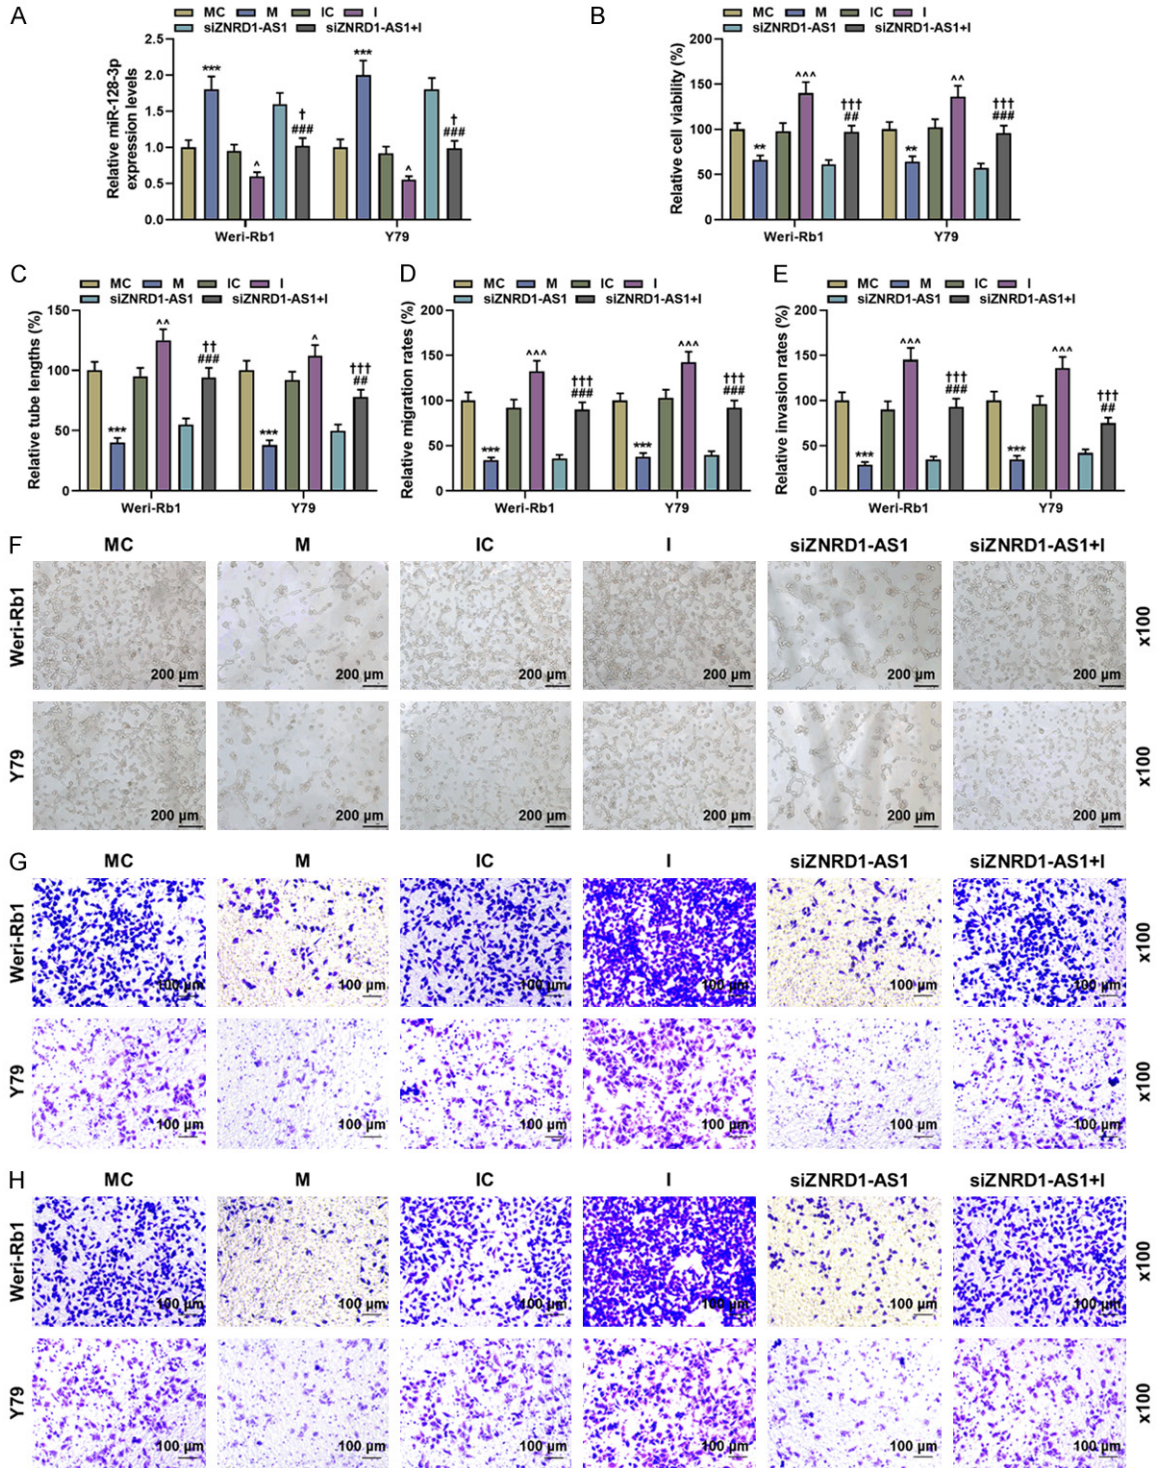 A
MC M IC I
siZNRD1-AS1 siZNRD1-AS1+I
Relative miR-128-3p
expression levels
2.5
2.0
1.5
1.0
0.5
0.0
***
^
†
###
***
^
†
###
Weri-Rb1 Y79
B
MC M IC I
siZNRD1-AS1 siZNRD1-AS1+I
Relative cell viability (%)
200
150
100
50
0
**
^^^
†††
##
**
^^
†††
###
Weri-Rb1 Y79
C
MC M IC I
siZNRD1-AS1 siZNRD1-AS1+I
Relative tube lengths (%)
150
100
50
0
***
^^
††
###
***
^
†††
##
Weri-Rb1 Y79
D
MC M IC I
siZNRD1-AS1 siZNRD1-AS1+I
Relative migration rates (%)
200
150
100
50
0
***
^^^
†††
###
***
^^^
†††
###
Weri-Rb1 Y79
E
MC M IC I
siZNRD1-AS1 siZNRD1-AS1+I
Relative invasion rates (%)
200
150
100
50
0
***
^^^
†††
###
***
^^^
†††
##
Weri-Rb1 Y79
F
MC M IC I siZNRD1-AS1 siZNRD1-AS1+I
Weri-Rb1
200 µm 200 µm 200 µm 200 µm 200 µm 200 µm
x100
Y79
200 µm 200 µm 200 µm 200 µm 200 µm 200 µm
x100
G
MC M IC I siZNRD1-AS1 siZNRD1-AS1+I
Weri-Rb1
100 µm 100 µm 100 µm 100 µm 100 µm 100 µm
x100
Y79
100 µm 100 µm 100 µm 100 µm 100 µm 100 µm
x100
H
MC M IC I siZNRD1-AS1 siZNRD1-AS1+I
Weri-Rb1
100 µm 100 µm 100 µm 100 µm 100 µm 100 µm
x100
Y79
100 µm 100 µm 100 µm 100 µm 100 µm 100 µm
x100